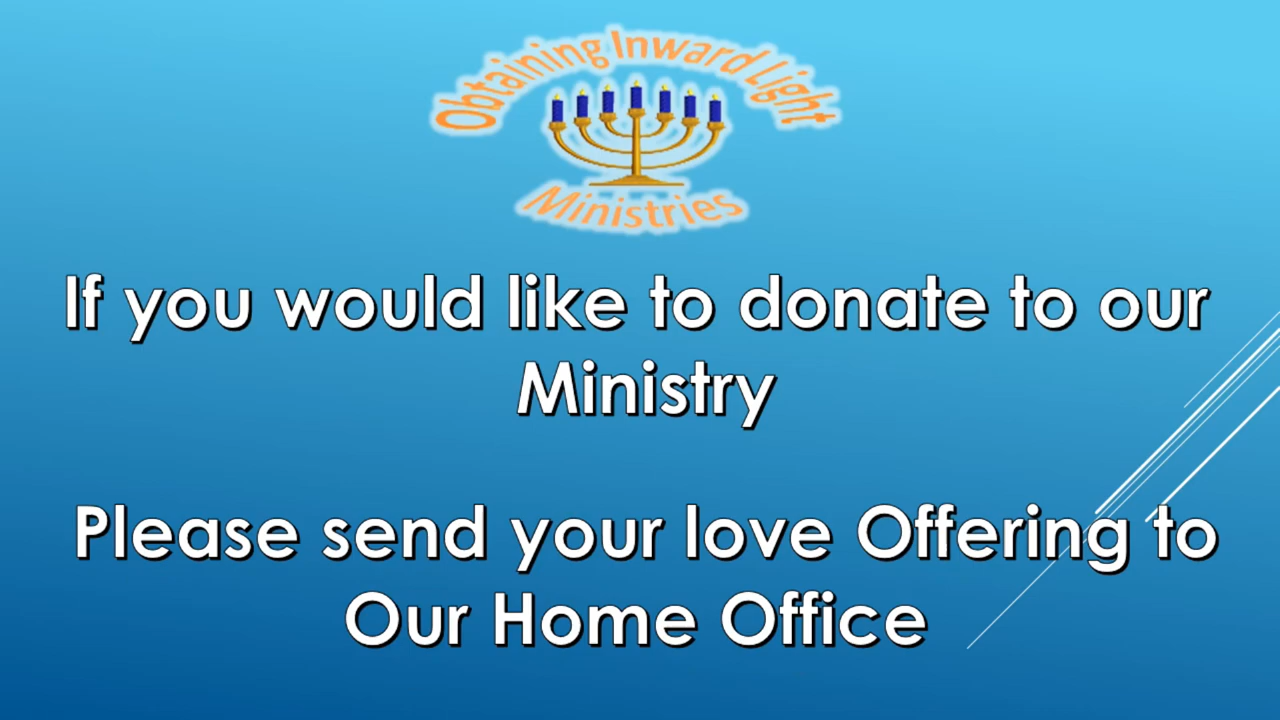 Obtaining Inward Light
Ministries
If you would like to donate to our
Ministry
Please send your love Offering to
Our Home Office